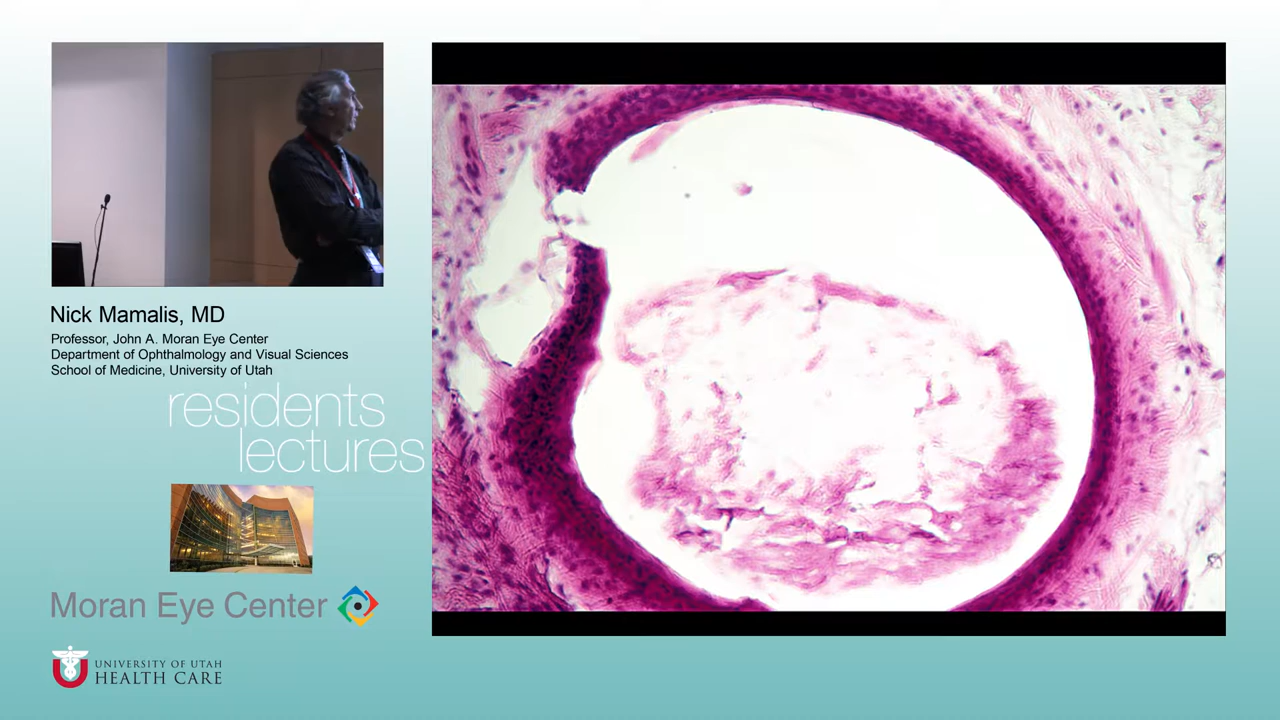 Nick Mamalis, MD
Professor, John A. Moran Eye Center
Department of Ophthalmology and Visual Sciences
School of Medicine, University of Utah
residents
lectures
Moran Eye Center
UNIVERSITY OF UTAH
HEALTH CARE